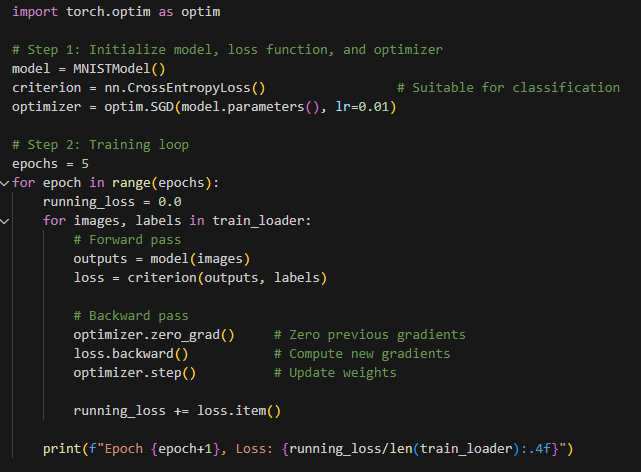 import torch.optim as optim

# Step 1: Initialize model, loss function, and optimizer
model = MNISTModel()
criterion = nn.CrossEntropyLoss()                 # Suitable for classification
optimizer = optim.SGD(model.parameters(), lr=0.01)

# Step 2: Training loop
epochs = 5
for epoch in range(epochs):
    running_loss = 0.0
    for images, labels in train_loader:
        # Forward pass
        outputs = model(images)
        loss = criterion(outputs, labels)

        # Backward pass
        optimizer.zero_grad()     # Zero previous gradients
        loss.backward()           # Compute new gradients
        optimizer.step()          # Update weights

        running_loss += loss.item()

    print(f"Epoch {epoch+1}, Loss: {running_loss/len(train_loader):.4f}")